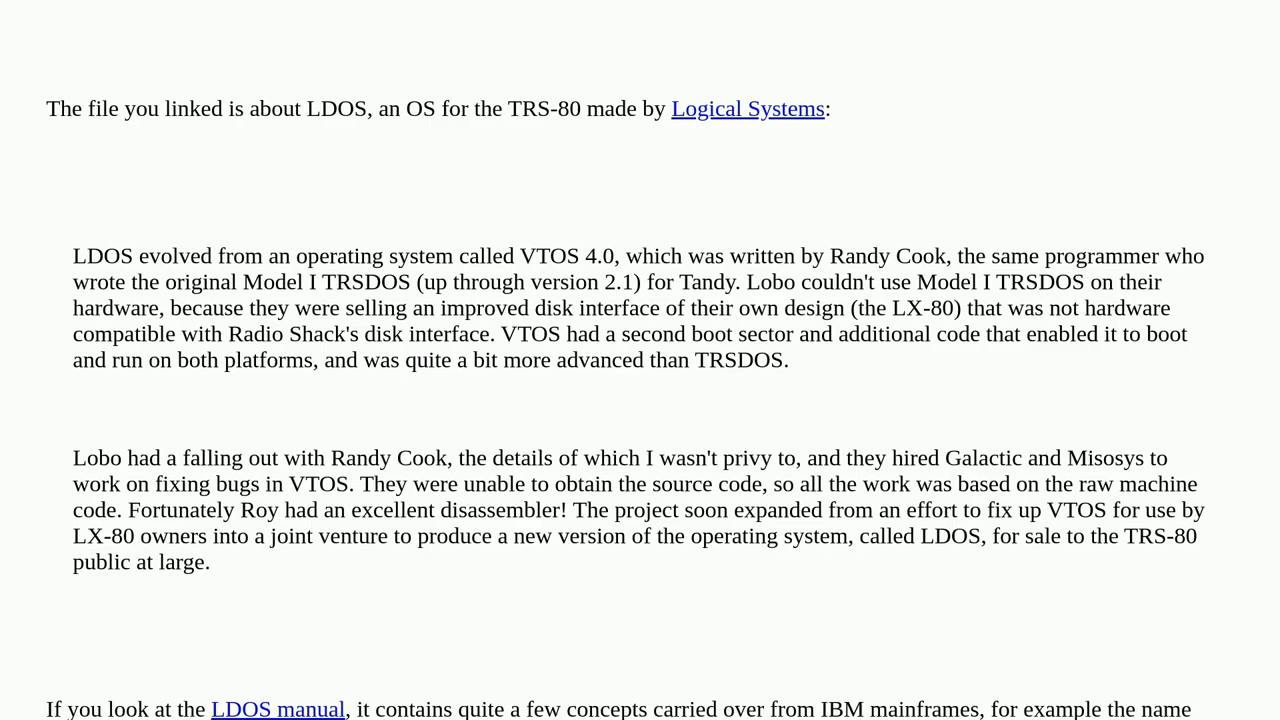 The file you linked is about LDOS, an OS for the TRS-80 made by Logical Systems:
LDOS evolved from an operating system called VTOS 4.0, which was written by Randy Cook, the same programmer who
wrote the original Model I TRSDOS (up through version 2.1) for Tandy. Lobo couldn't use Model I TRSDOS on their
hardware, because they were selling an improved disk interface of their own design (the LX-80) that was not hardware
compatible with Radio Shack's disk interface. VTOS had a second boot sector and additional code that enabled it to boot
and run on both platforms, and was quite a bit more advanced than TRSDOS.
Lobo had a falling out with Randy Cook, the details of which I wasn't privy to, and they hired Galactic and Misosys to
work on fixing bugs in VTOS. They were unable to obtain the source code, so all the work was based on the raw machine
code. Fortunately Roy had an excellent disassembler! The project soon expanded from an effort to fix up VTOS for use by
LX-80 owners into a joint venture to produce a new version of the operating system, called LDOS, for sale to the TRS-80
public at large.
If you look at the LDOS manual, it contains quite a few concepts carried over from IBM mainframes, for example the name